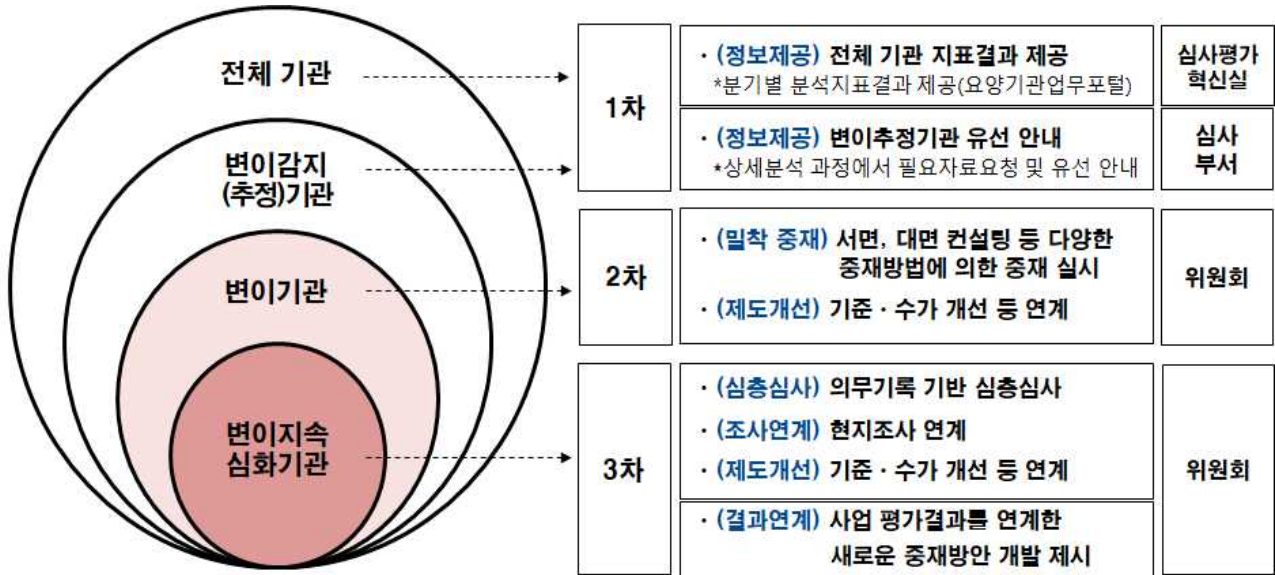 전체 기관
변이감지
(추정)기관
변이기관
변이지속
심화기관
1차
· (정보제공) 전체 기관 지표결과 제공
*분기별 분석지표결과 제공(요양기관업무포털)
심사평가
혁신실
· (정보제공) 변이추정기관 유선 안내
*상세분석 과정에서 필요자료요청 및 유선 안내
심사
부서
2차
· (밀착 중재) 서면, 대면 컨설팅 등 다양한
중재방법에 의한 중재 실시
· (제도개선) 기준 · 수가 개선 등 연계
위원회
3차
· (심층심사) 의무기록 기반 심층심사
· (조사연계) 현지조사 연계
· (제도개선) 기준 · 수가 개선 등 연계
· (결과연계) 사업 평가결과를 연계한
새로운 중재방안 개발 제시
위원회